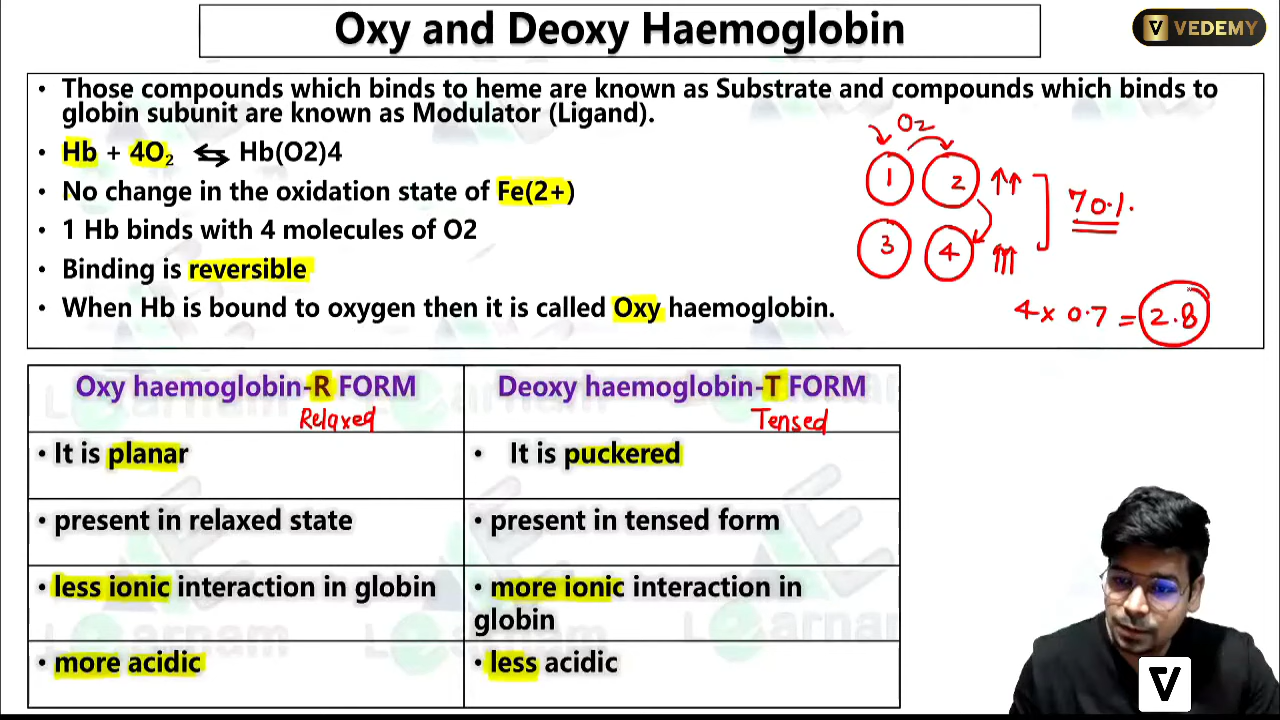 Oxy and Deoxy Haemoglobin
VEDEMY
• Those compounds which binds to heme are known as Substrate and compounds which binds to
globin subunit are known as Modulator (Ligand).
• Hb + 4O₂ ⇆ Hb(O2)4
• No change in the oxidation state of Fe(2+)
• 1 Hb binds with 4 molecules of O2
• Binding is reversible
• When Hb is bound to oxygen then it is called Oxy haemoglobin.
O2
1 2 ↑↑
3 4 ↑↑↑
70%
4 x 0.7 = 2.8
Oxy haemoglobin-R FORM
Relaxed
Deoxy haemoglobin-T FORM
Tensed
• It is planar
• It is puckered
• present in relaxed state
• present in tensed form
• less ionic interaction in globin
• more ionic interaction in
globin
• more acidic
• less acidic